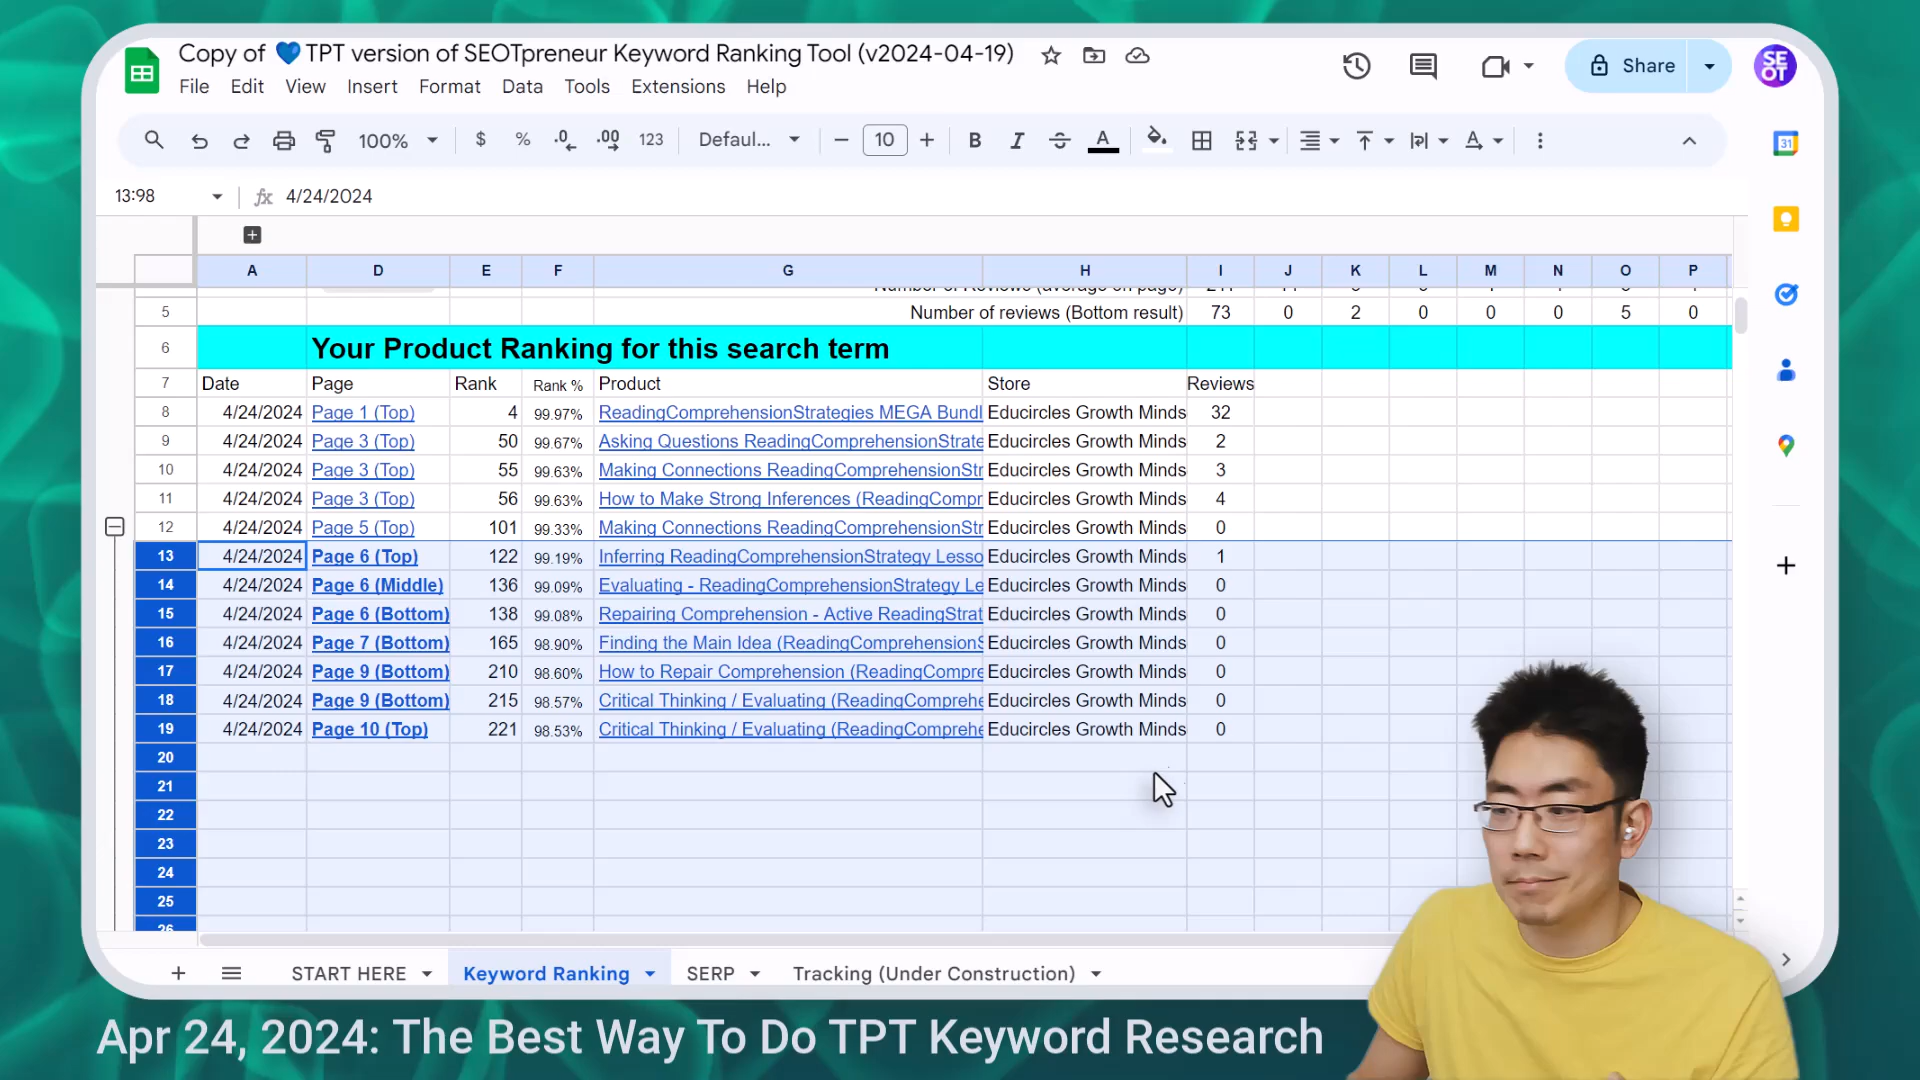 Copy of 💙 TPT version of SEOTpreneur Keyword Ranking Tool (v2024-04-19)
Share
SE OT
File Edit View Insert Format Data Tools Extensions Help
100% $ % .0 .00 123 Defaul... 10 B I A A
31
13:98 fx 4/24/2024
A D E F G H I J K L M N O P
5 Number of reviews (Bottom result) 73 0 2 0 0 0 5 0
6 Your Product Ranking for this search term
7 Date Page Rank Rank % Product Store Reviews
8 4/24/2024 Page 1 (Top) 4 99.97% ReadingComprehensionStrategies MEGA Bundl Educircles Growth Minds 32
9 4/24/2024 Page 3 (Top) 50 99.67% Asking Questions ReadingComprehensionStrate Educircles Growth Minds 2
10 4/24/2024 Page 3 (Top) 55 99.63% Making Connections ReadingComprehensionStr Educircles Growth Minds 3
11 4/24/2024 Page 3 (Top) 56 99.63% How to Make Strong Inferences (ReadingCompr Educircles Growth Minds 4
12 4/24/2024 Page 5 (Top) 101 99.33% Making Connections ReadingComprehensionStr Educircles Growth Minds 0
13 4/24/2024 Page 6 (Top) 122 99.19% Inferring ReadingComprehensionStrategy Lesso Educircles Growth Minds 1
14 4/24/2024 Page 6 (Middle) 136 99.09% Evaluating - ReadingComprehensionStrategy Le Educircles Growth Minds 0
15 4/24/2024 Page 6 (Bottom) 138 99.08% Repairing Comprehension - Active ReadingStrat Educircles Growth Minds 0
16 4/24/2024 Page 7 (Bottom) 165 98.90% Finding the Main Idea (ReadingComprehensionS Educircles Growth Minds 0
17 4/24/2024 Page 9 (Bottom) 210 98.60% How to Repair Comprehension (ReadingCompre Educircles Growth Minds 0
18 4/24/2024 Page 9 (Bottom) 215 98.57% Critical Thinking / Evaluating (ReadingComprehe Educircles Growth Minds 0
19 4/24/2024 Page 10 (Top) 221 98.53% Critical Thinking / Evaluating (ReadingComprehe Educircles Growth Minds 0
20
21
22
23
24
25
26
START HERE Keyword Ranking SERP Tracking (Under Construction)
Apr 24, 2024: The Best Way To Do TPT Keyword Research